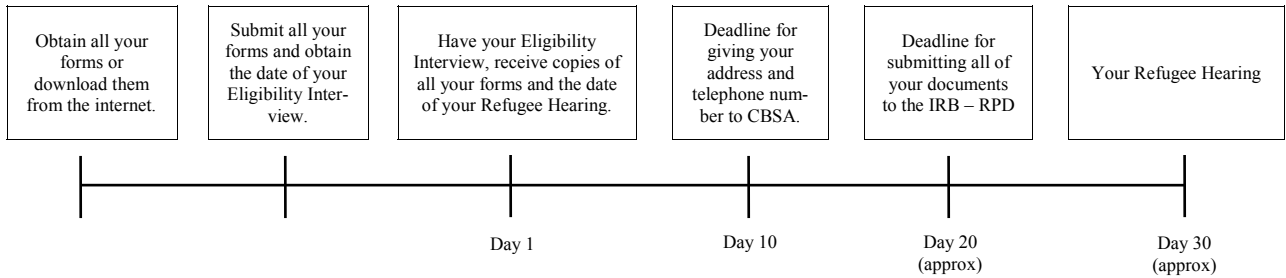 Obtain all your
forms or
download them
from the internet.
Submit all your
forms and obtain
the date of your
Eligibility Inter-
view.
Have your Eligibility
Interview, receive copies of
all your forms and the date
of your Refugee Hearing.
Deadline for
giving your
address and
telephone num-
ber to CBSA.
Deadline for
submitting all of
your documents
to the IRB – RPD
Your Refugee Hearing
Day 1
Day 10
Day 20
(approx)
Day 30
(approx)